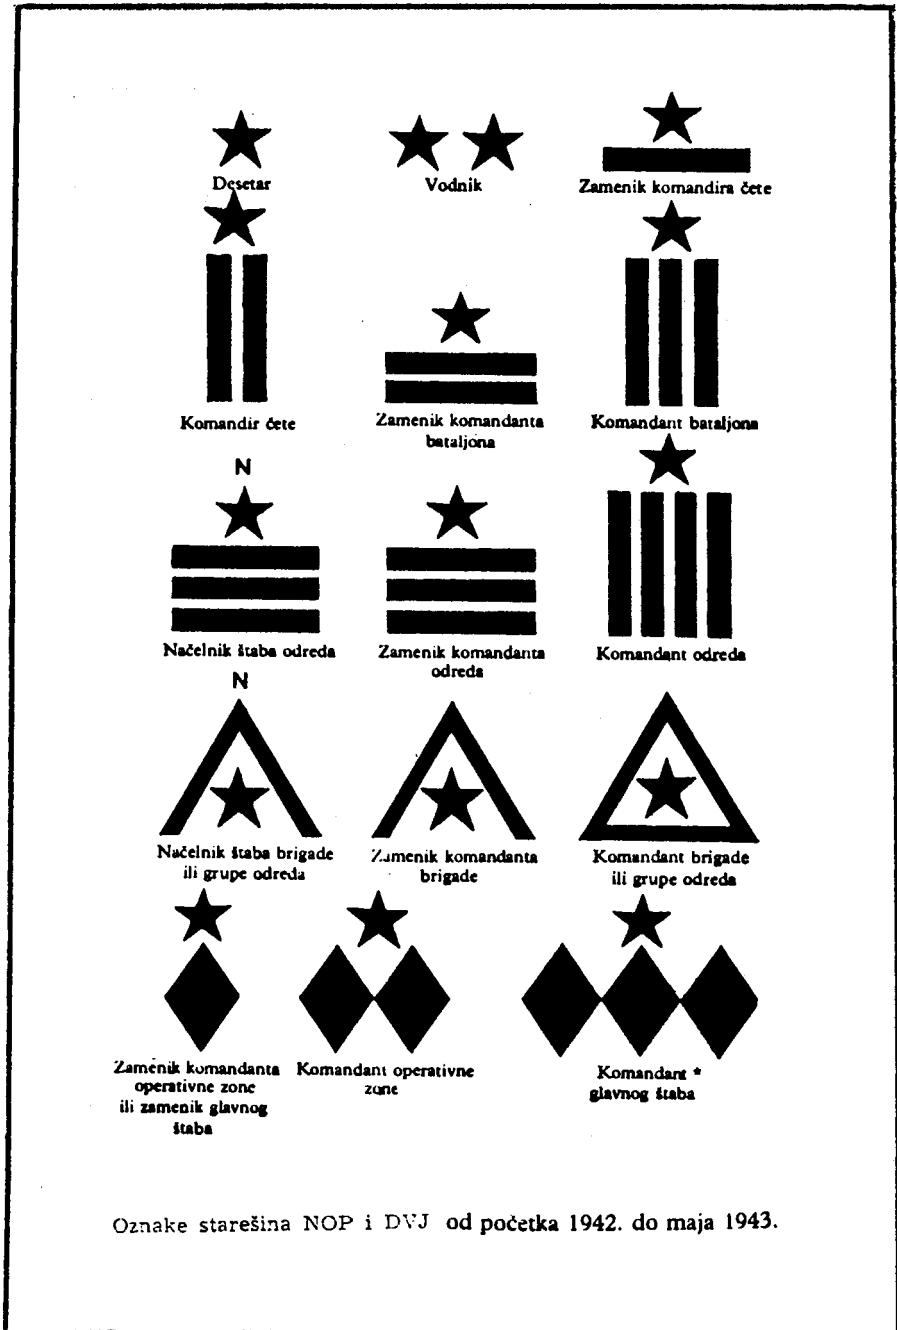 Desetar
Vodnik
Zamenik komandira čete
Komandir čete
Zamenik komandanta
bataljona
Komandant bataljona
N
Načelnik štaba odreda
Zamenik komandanta
odreda
Komandant odreda
N
Načelnik štaba brigade
ili grupe odreda
Zamenik komandanta
brigade
Komandant brigade
ili grupe odreda
Zamenik komandanta
operativne zone
ili zamenik glavnog
štaba
Komandant operativne
zone
Komandant *
glavnog štaba
Oznake starešina NOP i DVJ od početka 1942. do maja 1943.